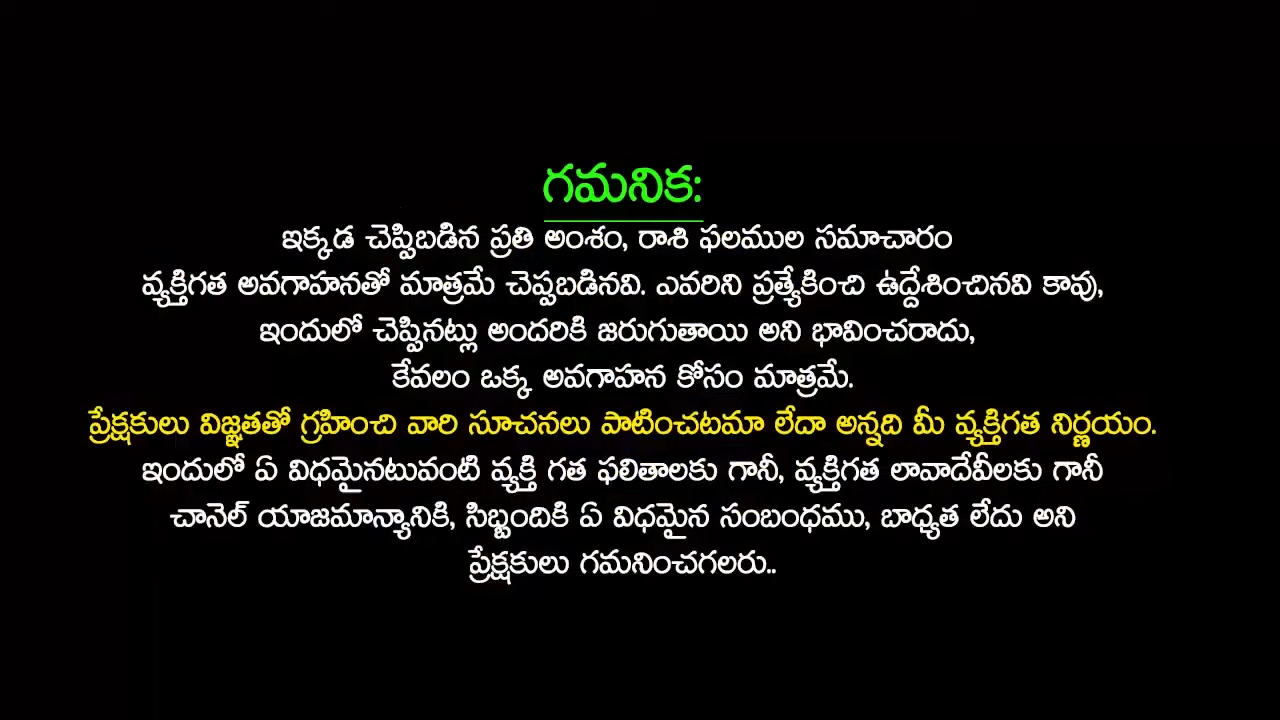 గమనిక:
ఇక్కడ చెప్పిబడిన ప్రతి అంశం, రాశి ఫలముల సమాచారం
వ్యక్తిగత అవగాహనతో మాత్రమే చెప్పబడినవి. ఎవరిని ప్రత్యేకించి ఉద్దేశించినవి కావు,
ఇందులో చెప్పినట్లు అందరికి జరుగుతాయి అని భావించరాదు,
కేవలం ఒక్క అవగాహన కోసం మాత్రమే.
ప్రేక్షకులు విజ్ఞతతో గ్రహించి వారి సూచనలు పాటించటమా లేదా అన్నది మీ వ్యక్తిగత నిర్ణయం.
ఇందులో ఏ విధమైనటువంటి వ్యక్తి గత ఫలితాలకు గానీ, వ్యక్తిగత లావాదేవీలకు గానీ
చానెల్ యాజమాన్యానికి, సిబ్బందికి ఏ విధమైన సంబంధము, బాధ్యత లేదు అని
ప్రేక్షకులు గమనించగలరు..